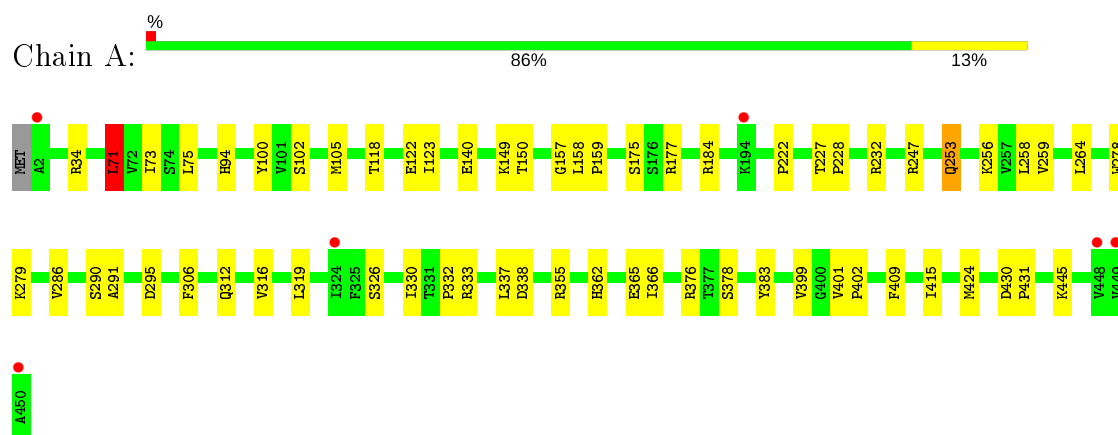 %
Chain A:
86% 13%
MET A2 R34 L71 V72 I73 S74 L75 H94 Y100 V101 S102 M105 T118 E122 I123 E140 K149 T150 G157 L158 P159 S175 S176 R177 R184 K194 P222 T227 P228 R232 R247 Q253 K256 V257 L258 V259 L264
K279 V286 S290 A291 D295 F306 Q312 V316 L319 I324 F325 S326 I330 T331 P332 R333 L337 D338 R355 H362 E365 I366 R376 T377 S378 Y383 V399 G400 V401 P402 F409 I415 M424 D430 P431 K445 V448 V449
A450